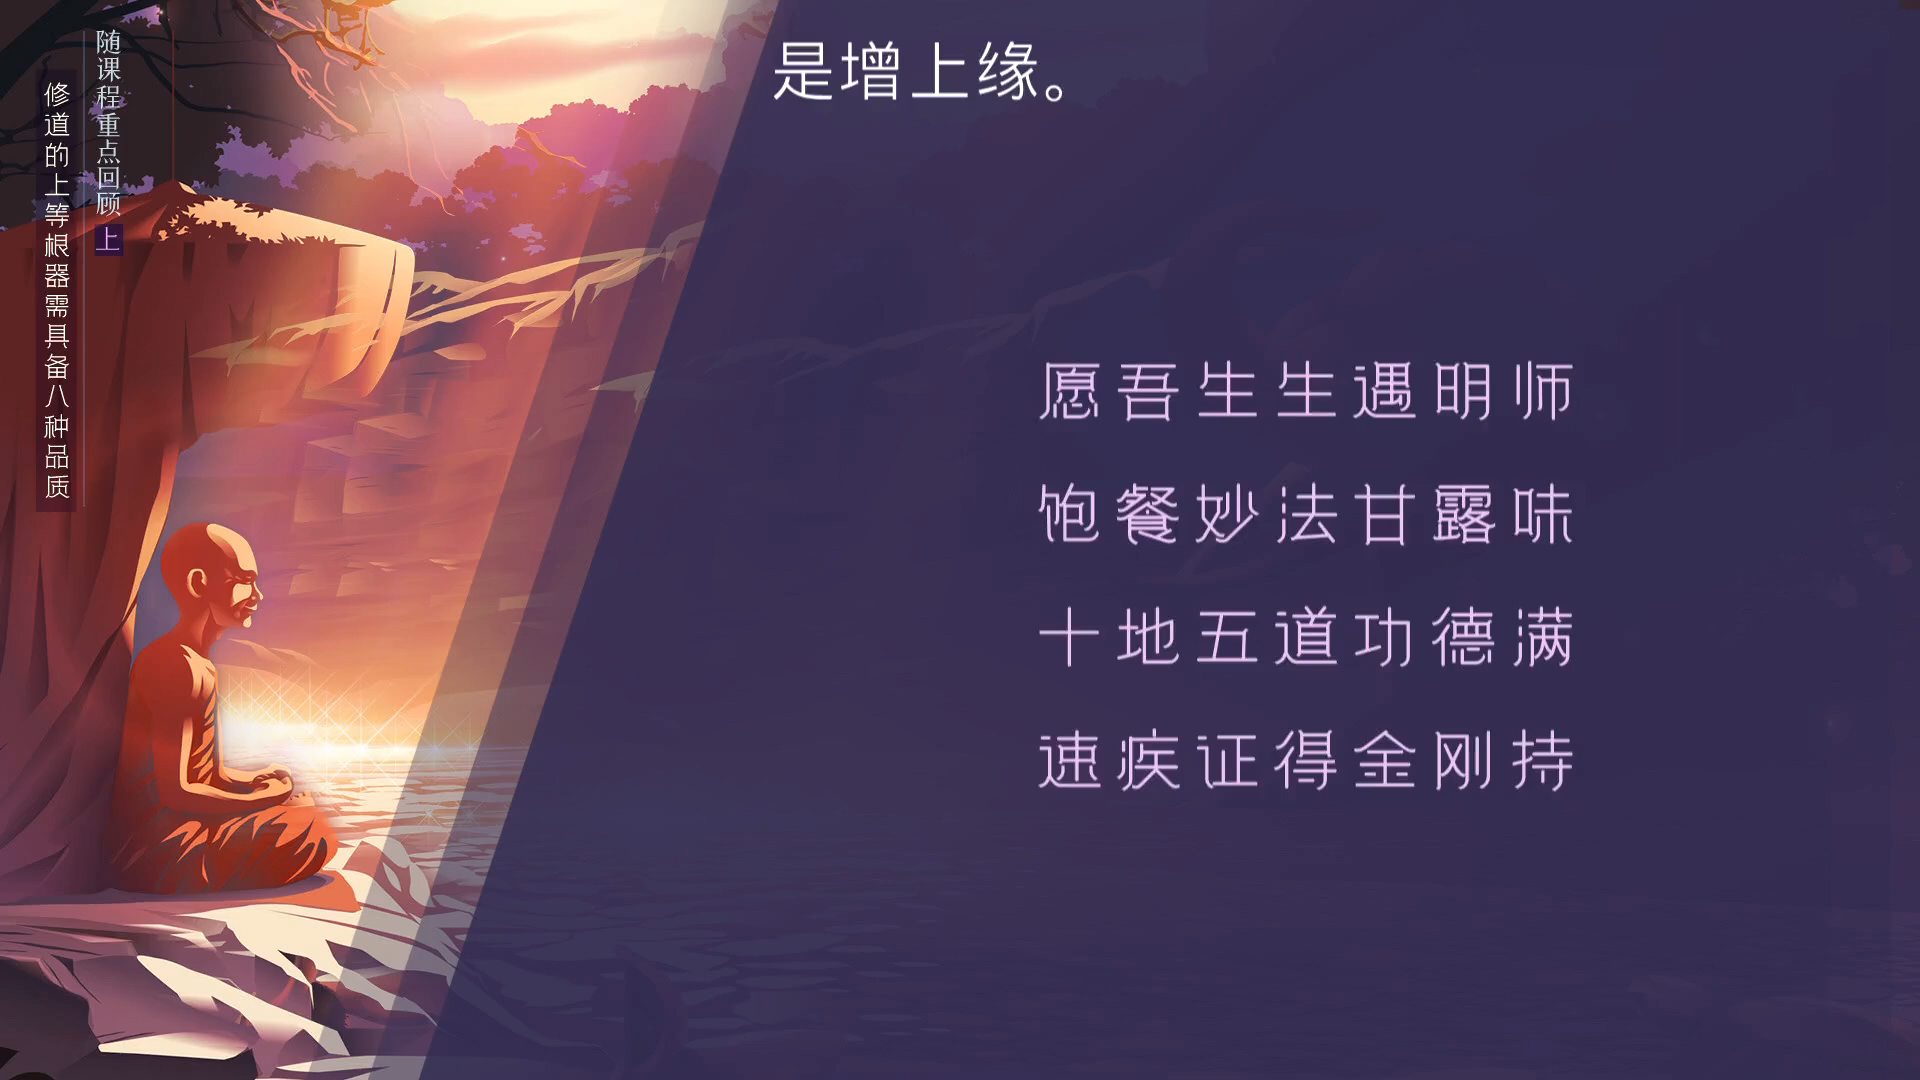 随课程重点回顾 上
修道的上等根器需具备八种品质
是增上缘。
愿吾生生遇明师
饱餐妙法甘露味
十地五道功德满
速疾证得金刚持